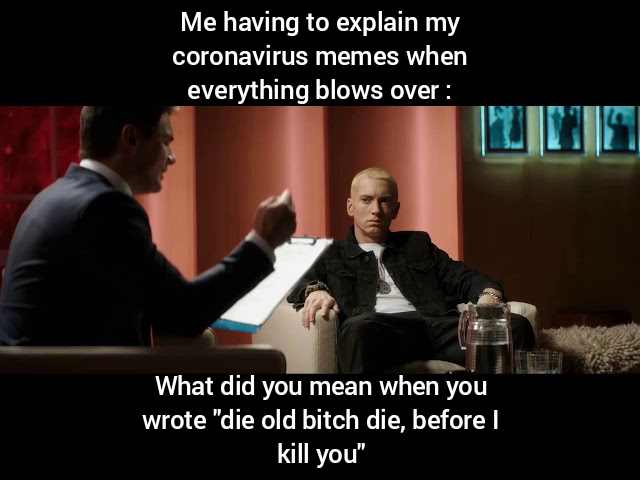 Me having to explain my
coronavirus memes when
everything blows over :
What did you mean when you
wrote "die old bitch die, before I
kill you"